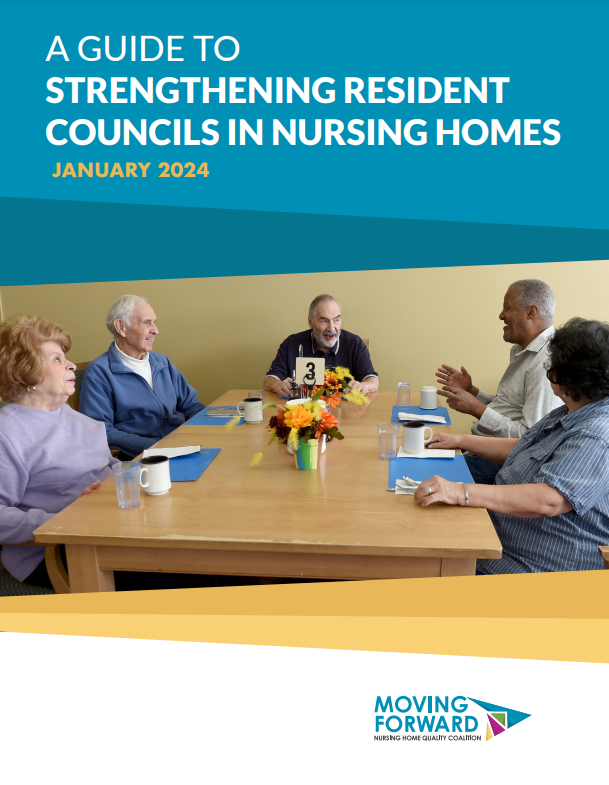 A GUIDE TO
STRENGTHENING RESIDENT
COUNCILS IN NURSING HOMES
JANUARY 2024
3
MOVING
FORWARD
NURSING HOME QUALITY COALITION